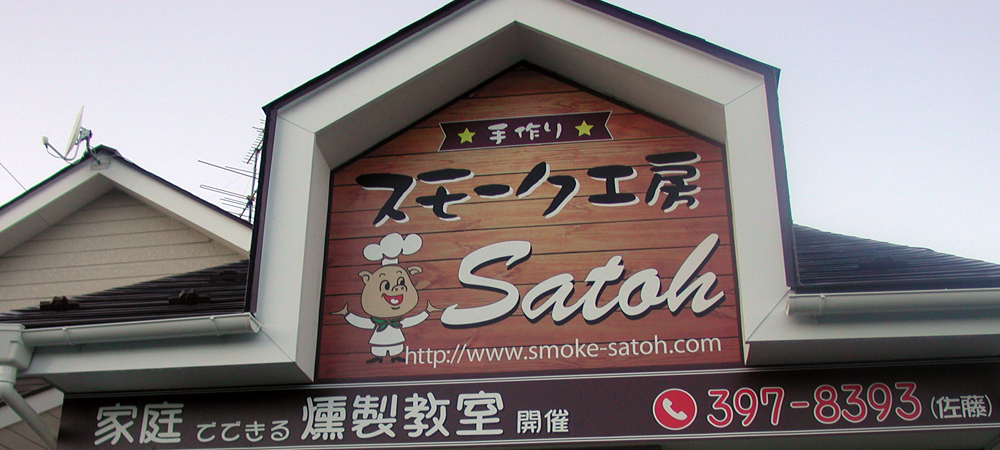 手作り
スモーク工房
Satoh
http://www.smoke-satoh.com
家庭でできる燻製教室 開催 397-8393 (佐藤)